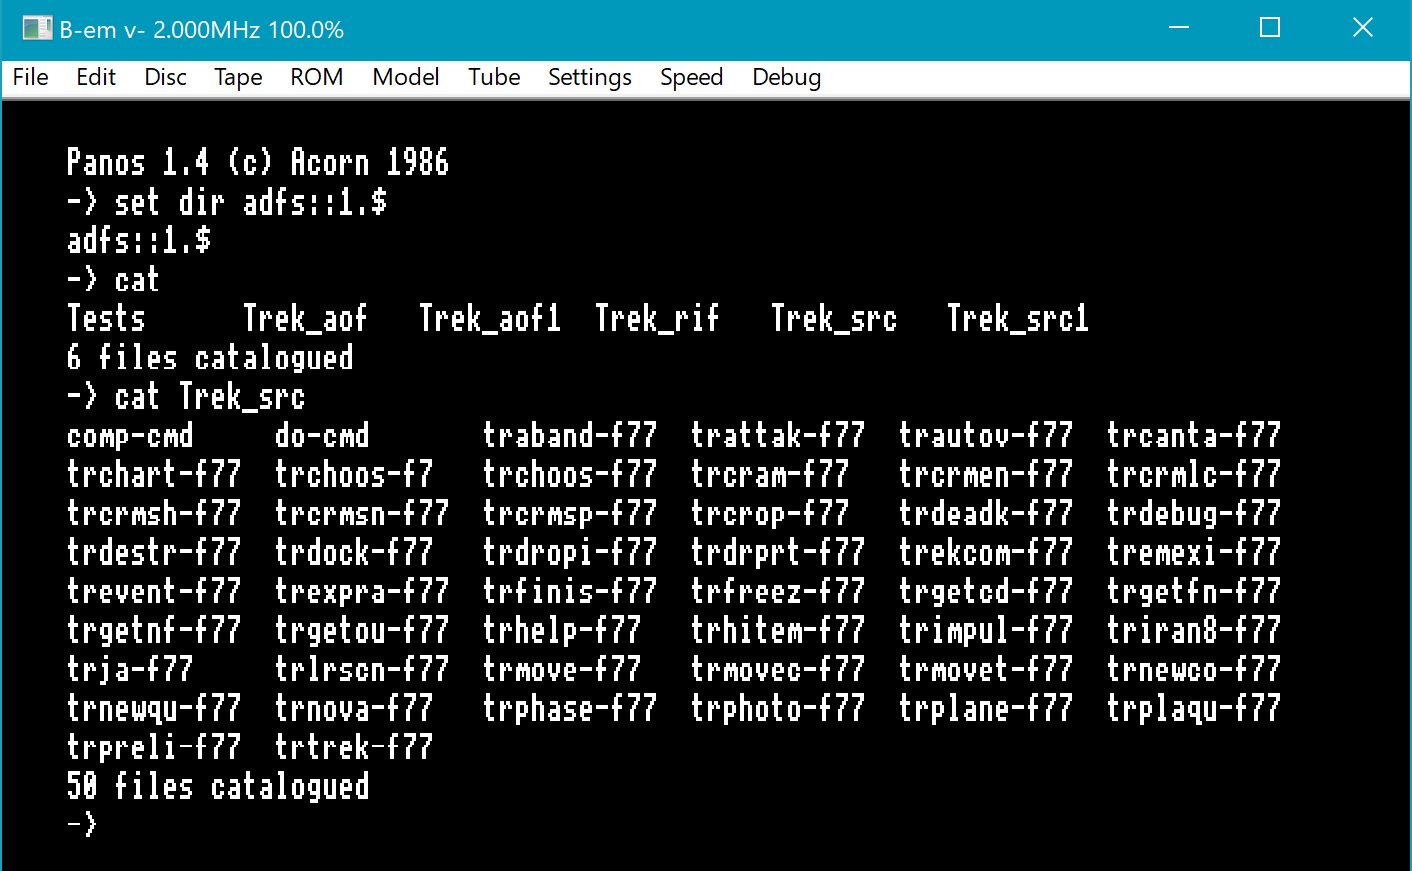 B-em v- 2.000MHz 100.0%
File Edit Disc Tape ROM Model Tube Settings Speed Debug
Panos 1.4 (c) Acorn 1986
-> set dir adfs::1.$
adfs::1.$
-> cat
Tests Trek_aof Trek_aof1 Trek_rif Trek_src Trek_src1
6 files catalogued
-> cat Trek_src
comp-cmd do-cmd traband-f77 trattak-f77 trautov-f77 trcanta-f77
trchart-f77 trchoos-f7 trchoos-f77 trcram-f77 trcrmen-f77 trcrmlc-f77
trcrmsh-f77 trcrmsn-f77 trcrmsp-f77 trcrop-f77 trdeadk-f77 trdebug-f77
trdestr-f77 trdock-f77 trdropi-f77 trdrprt-f77 trekcom-f77 tremexi-f77
trevent-f77 trexpra-f77 trfinis-f77 trfreez-f77 trgetcd-f77 trgetfn-f77
trgetnf-f77 trgetou-f77 trhelp-f77 trhitem-f77 trimpul-f77 triran8-f77
trja-f77 trlrscn-f77 trmove-f77 trmovec-f77 trmovet-f77 trnewco-f77
trnewqu-f77 trnova-f77 trphase-f77 trphoto-f77 trplane-f77 trplaqu-f77
trpreli-f77 trtrek-f77
50 files catalogued
->